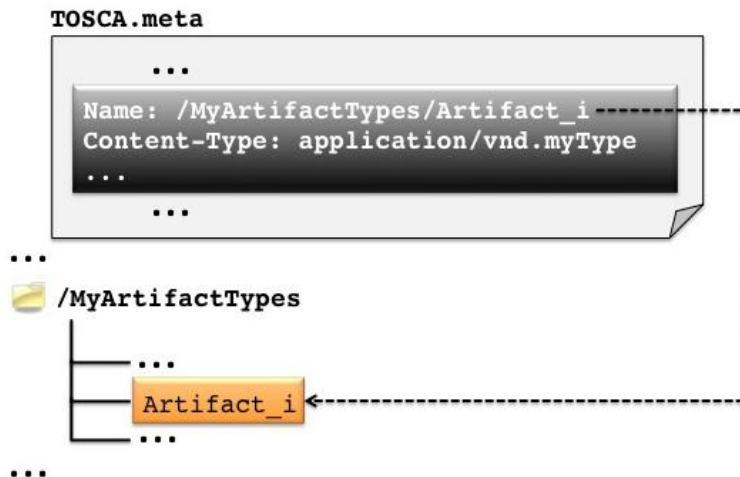 TOSCA.meta
...
Name: /MyArtifactTypes/Artifact_i
Content-Type: application/vnd.myType
...
...
...
/MyArtifactTypes
...
Artifact_i
...
...